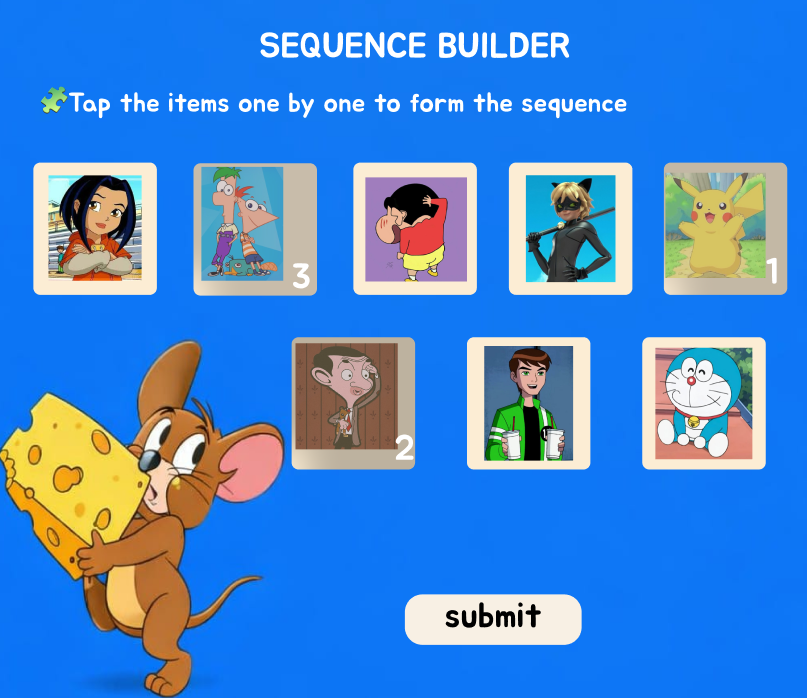 SEQUENCE BUILDER
Tap the items one by one to form the sequence
3
1
2
submit